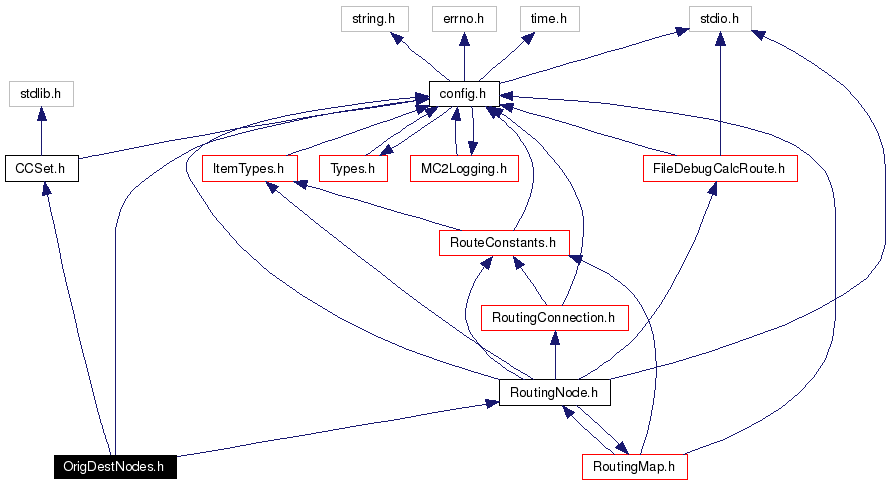 string.h
errno.h
time.h
stdio.h
stdlib.h
config.h
CCSet.h
ItemTypes.h
Types.h
MC2Logging.h
FileDebugCalcRoute.h
RouteConstants.h
RoutingConnection.h
RoutingNode.h
OrigDestNodes.h
RoutingMap.h